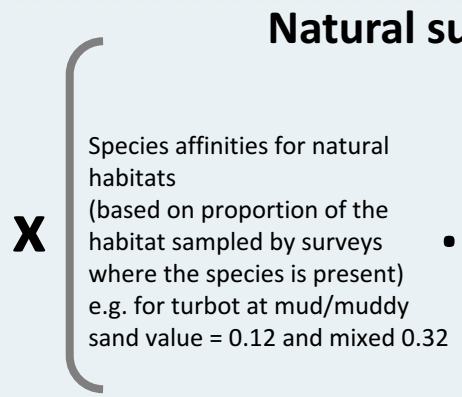 Natural su
Species affinities for natural
habitats
(based on proportion of the
x habitat sampled by surveys .
where the species is present)
e.g. for turbot at mud/muddy
sand value = 0.12 and mixed 0.32